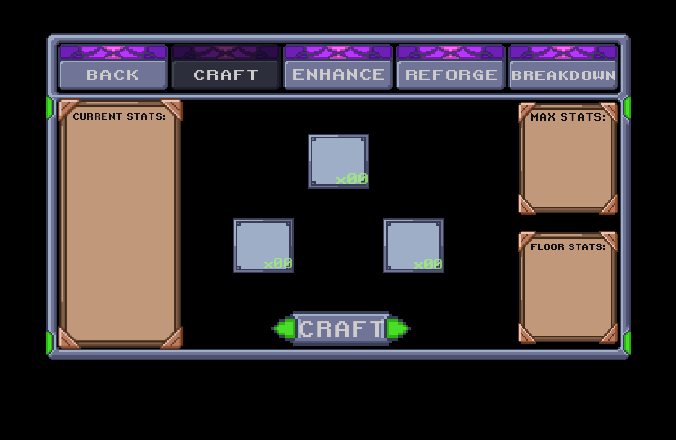 BACK CRAFT ENHANCE REFORGE BREAKDOWN
CURRENT STATS:
MAX STATS:
x00
x00 x00
FLOOR STATS:
CRAFT